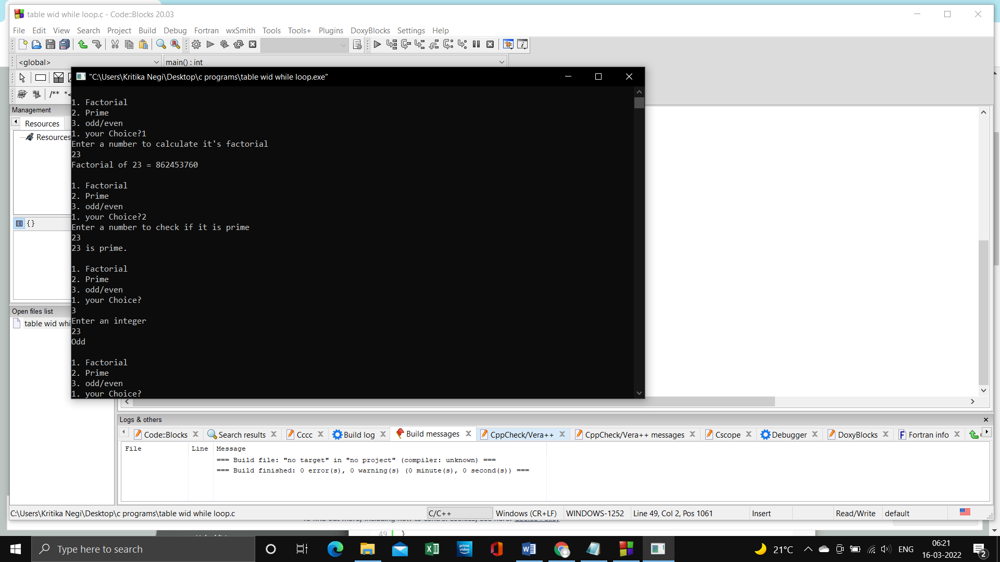 table wid while loop.c - Code::Blocks 20.03
File Edit View Search Project Build Debug Fortran wxSmith Tools Tools+ Plugins DoxyBlocks Settings Help
<global> main() : int
/** *<
Management
Resources
Resources
{}
Open files list
table wid whi
"C:\Users\Kritika Negi\Desktop\c programs\table wid while loop.exe"
1. Factorial
2. Prime
3. odd/even
1. your Choice?1
Enter a number to calculate it's factorial
23
Factorial of 23 = 862453760
1. Factorial
2. Prime
3. odd/even
1. your Choice?2
Enter a number to check if it is prime
23
23 is prime.
1. Factorial
2. Prime
3. odd/even
1. your Choice?
3
Enter an integer
23
Odd
1. Factorial
2. Prime
3. odd/even
1. your Choice?
Logs & others
Code::Blocks Search results Cccc Build log Build messages CppCheck/Vera++ CppCheck/Vera++ messages Cscope Debugger DoxyBlocks Fortran info
File Line Message
=== Build file: "no target" in "no project" (compiler: unknown) ===
=== Build finished: 0 error(s), 0 warning(s) (0 minute(s), 0 second(s)) ===
C:\Users\Kritika Negi\Desktop\c programs\table wid while loop.c C/C++ Windows (CR+LF) WINDOWS-1252 Line 49, Col 2, Pos 1061 Insert Read/Write default
49 }
Type here to search
prime video
21°C ENG
06:21
16-03-2022
2